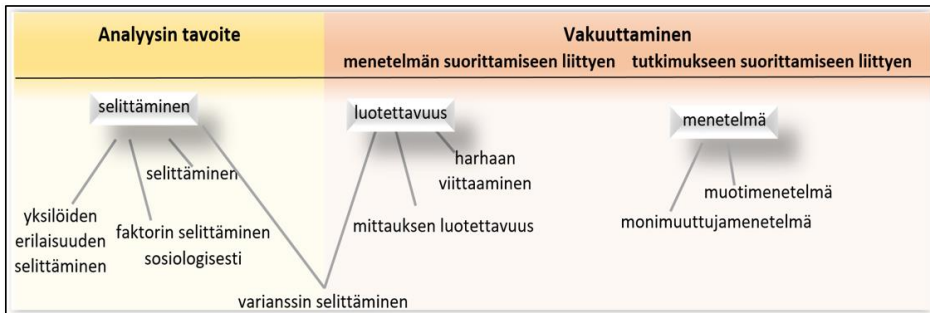 Analyysin tavoite
Vakuuttaminen
menetelmän suorittamiseen liittyen
tutkimukseen suorittamiseen liittyen
selittäminen
luotettavuus
menetelmä
selittäminen
harhaan
viittaaminen
muotimenetelmä
yksilöiden
erilaisuuden
selittäminen
faktorin selittäminen
sosiologisesti
mittauksen luotettavuus
monimuuttujamenetelmä
varianssin selittäminen